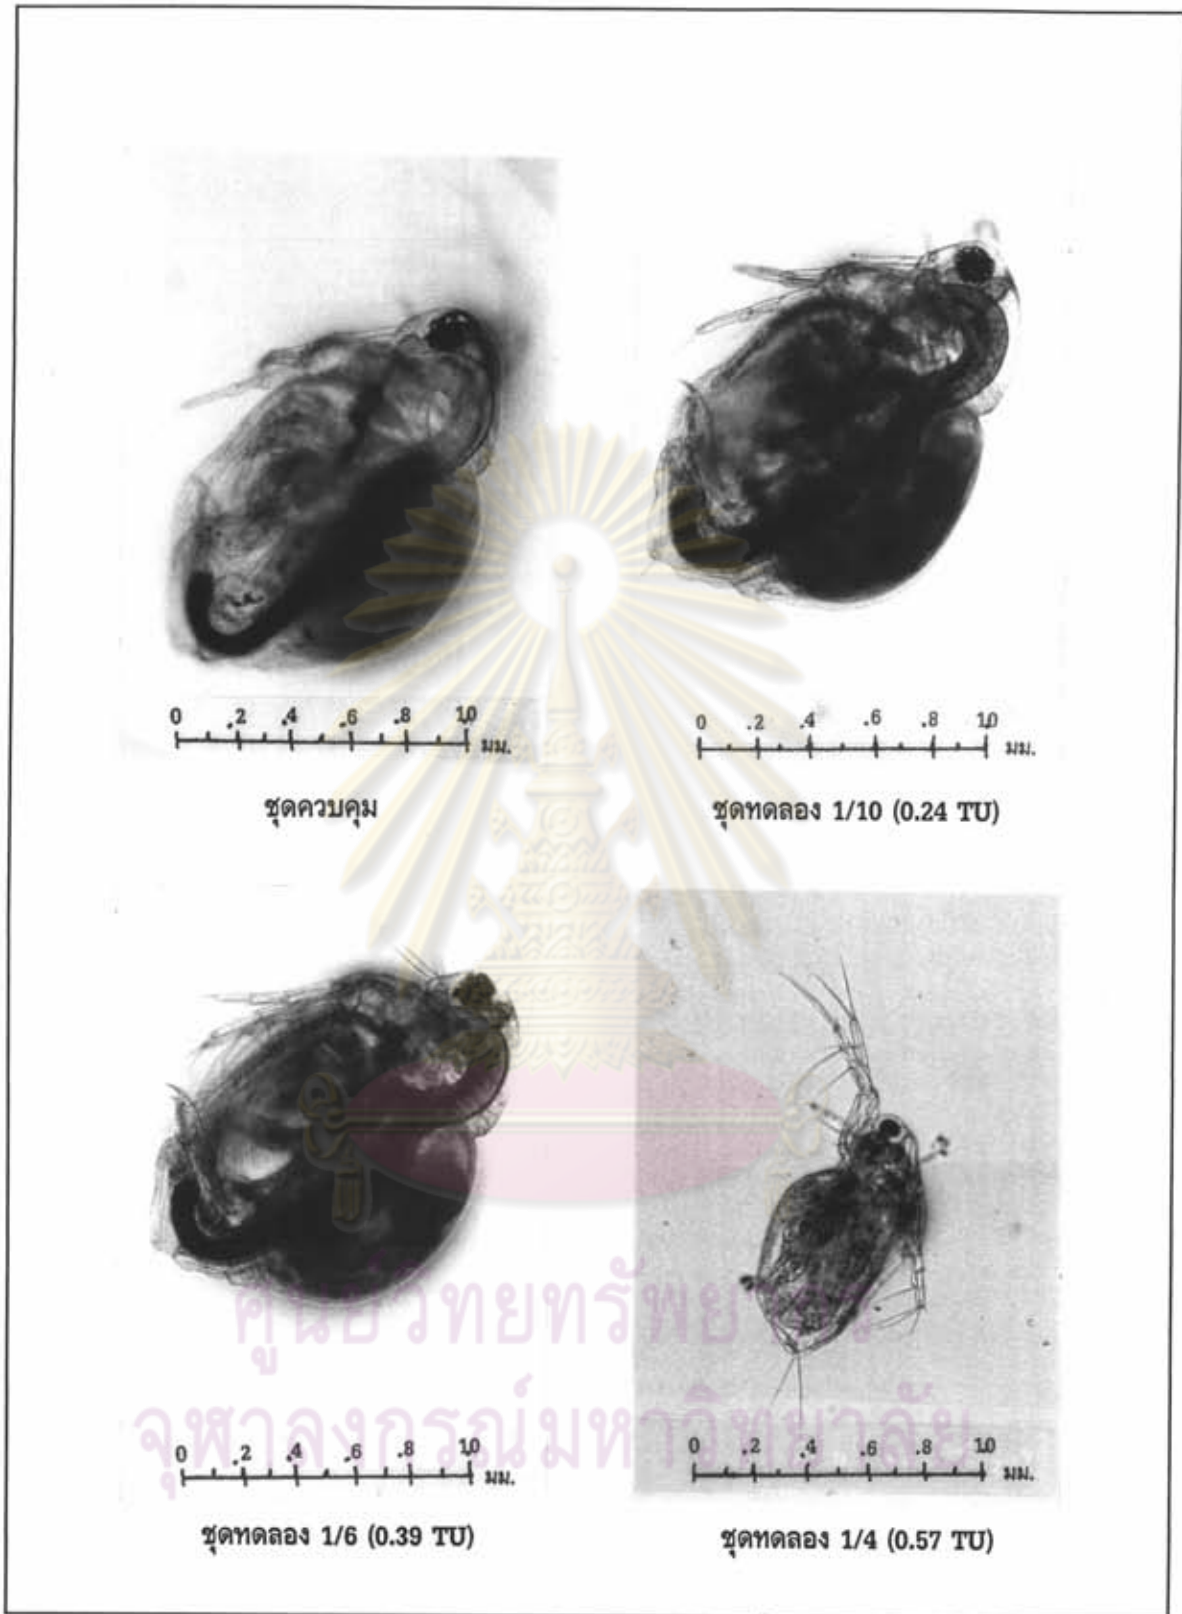 0 .2 .4 .6 .8 1.0
มม.
ชุดควบคุม
0 .2 .4 .6 .8 1.0
มม.
ชุดทดลอง 1/10 (0.24 TU)
ศูนย์วิทยทรัพยากร
จุฬาลงกรณ์มหาวิทยาลัย
0 .2 .4 .6 .8 1.0
มม.
ชุดทดลอง 1/6 (0.39 TU)
0 .2 .4 .6 .8 1.0
มม.
ชุดทดลอง 1/4 (0.57 TU)